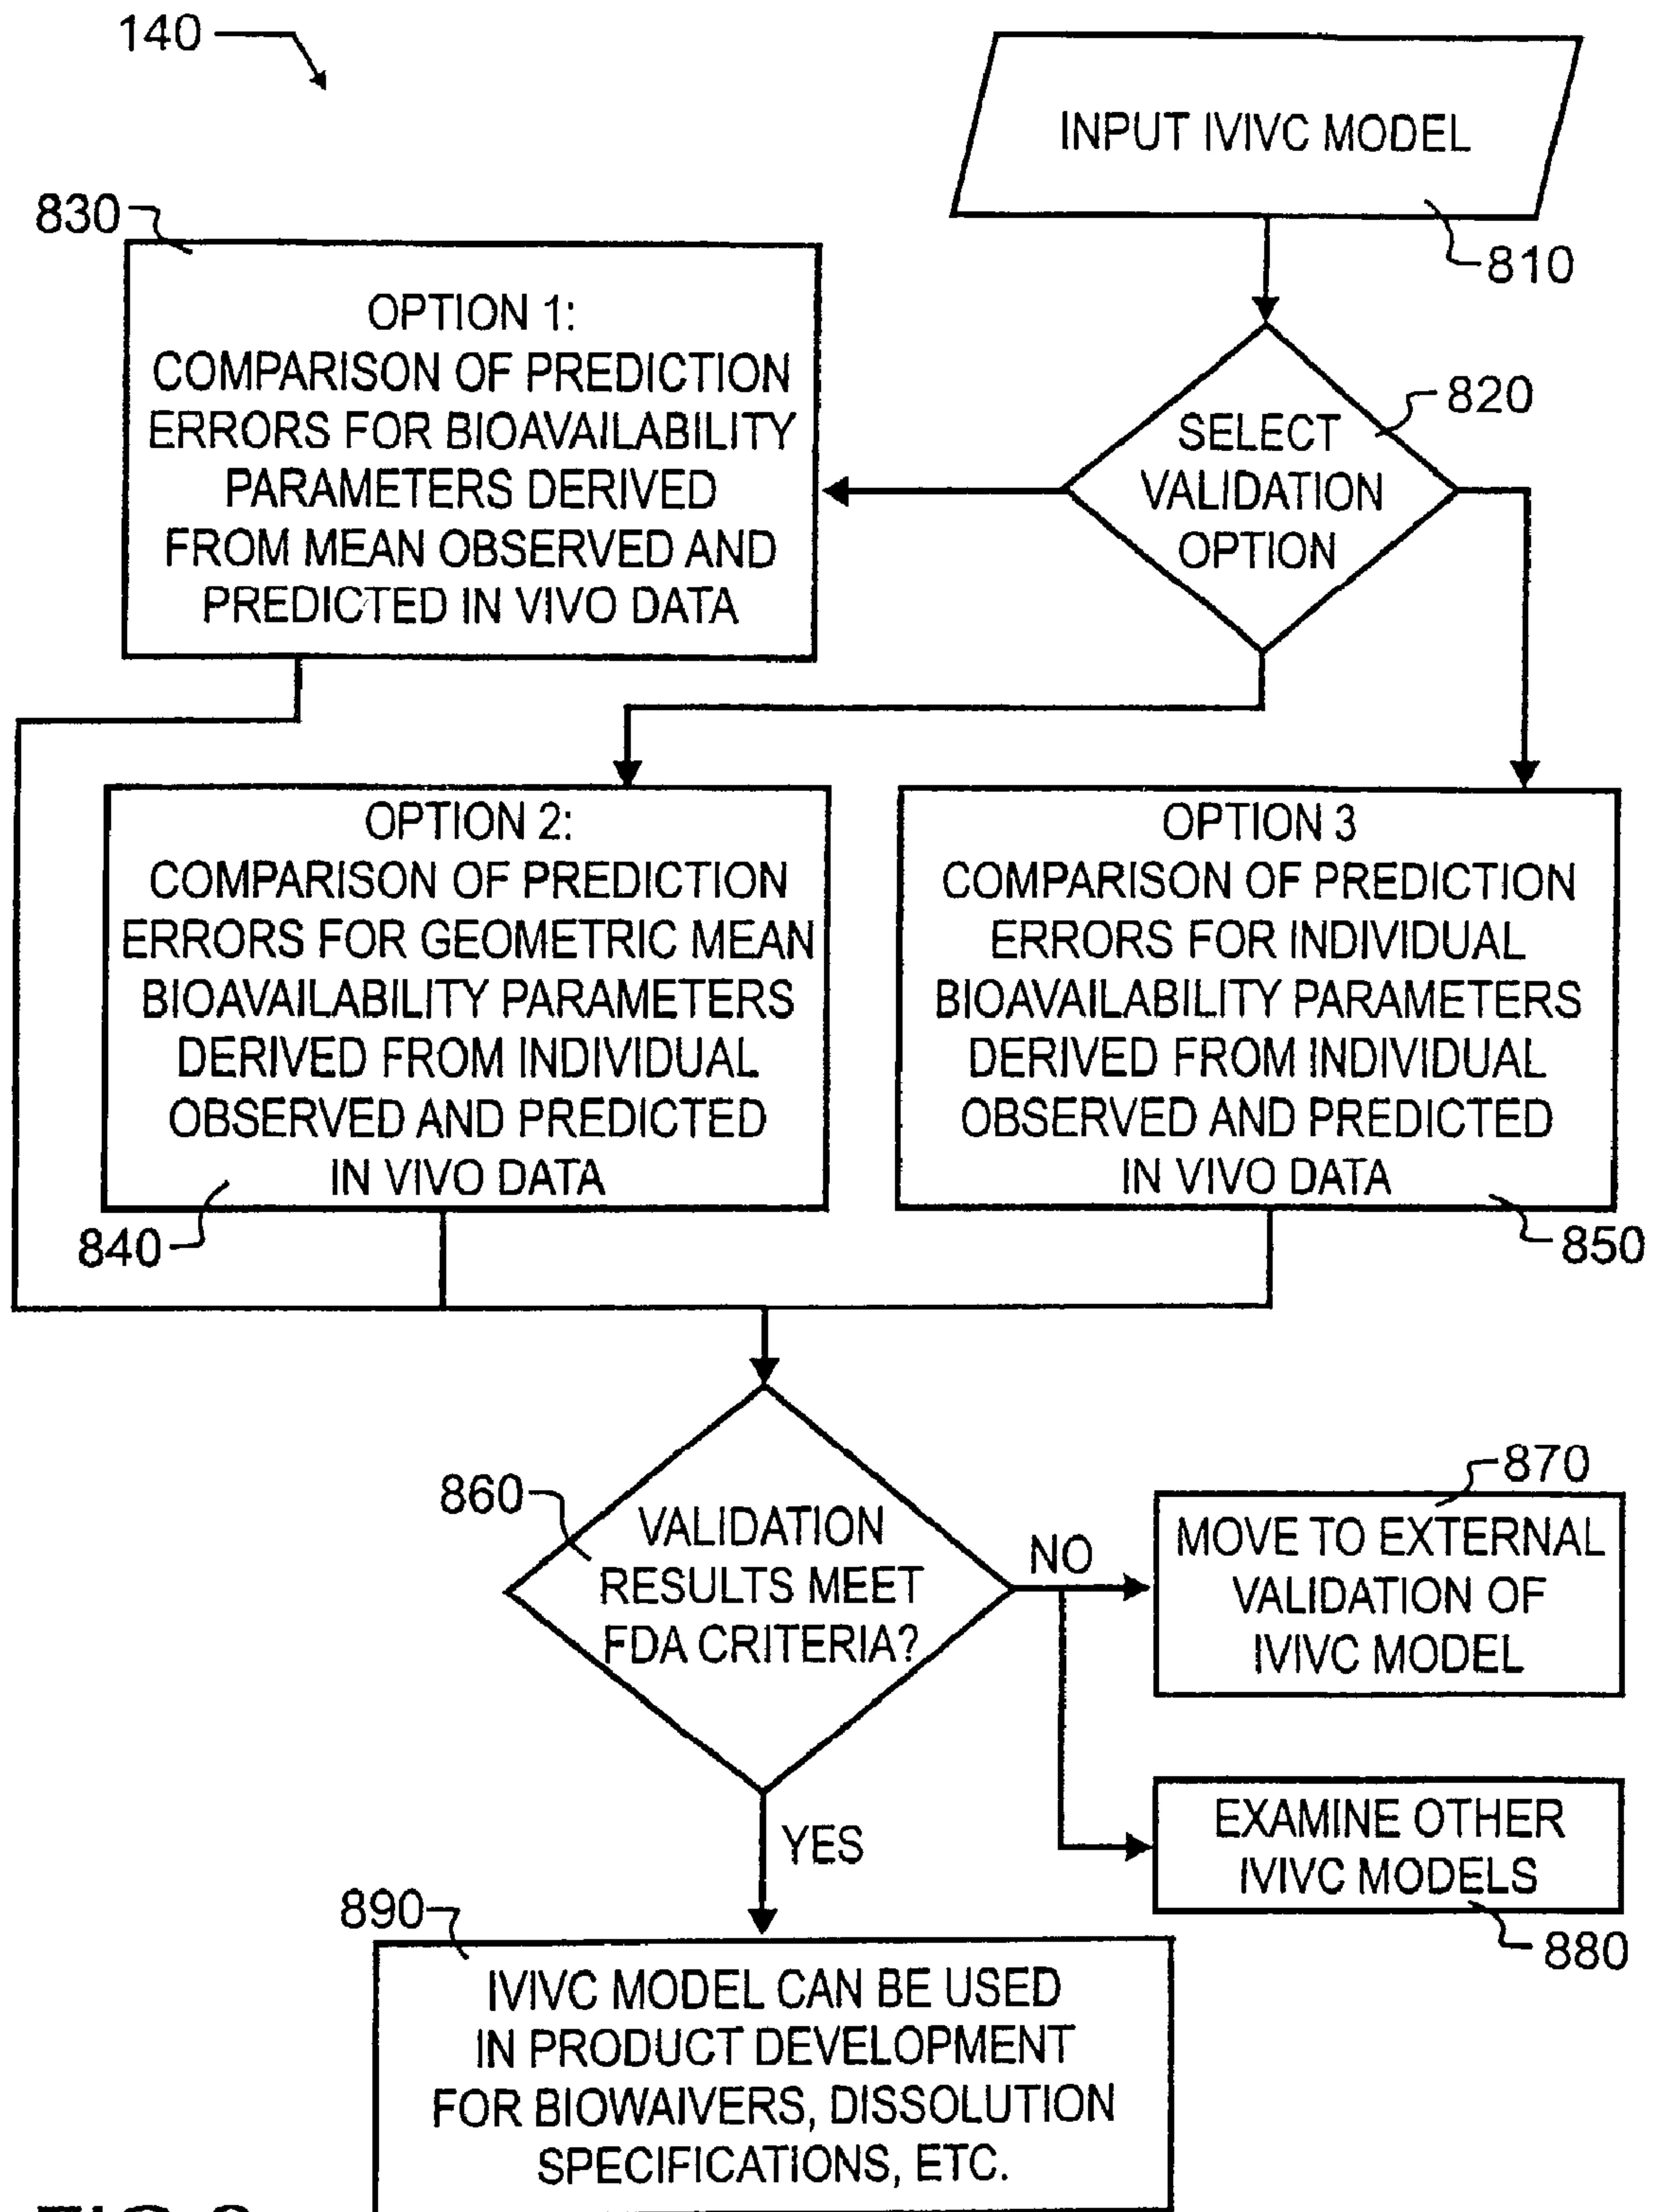 140
INPUT IVIVC MODEL
810
830
OPTION 1:
COMPARISON OF PREDICTION
ERRORS FOR BIOAVAILABILITY
PARAMETERS DERIVED
FROM MEAN OBSERVED AND
PREDICTED IN VIVO DATA
820
SELECT
VALIDATION
OPTION
OPTION 2:
COMPARISON OF PREDICTION
ERRORS FOR GEOMETRIC MEAN
BIOAVAILABILITY PARAMETERS
DERIVED FROM INDIVIDUAL
OBSERVED AND PREDICTED
IN VIVO DATA
840
OPTION 3
COMPARISON OF PREDICTION
ERRORS FOR INDIVIDUAL
BIOAVAILABILITY PARAMETERS
DERIVED FROM INDIVIDUAL
OBSERVED AND PREDICTED
IN VIVO DATA
850
860
VALIDATION
RESULTS MEET
FDA CRITERIA?
NO
870
MOVE TO EXTERNAL
VALIDATION OF
IVIVC MODEL
EXAMINE OTHER
IVIVC MODELS
880
YES
890
IVIVC MODEL CAN BE USED
IN PRODUCT DEVELOPMENT
FOR BIOWAIVERS, DISSOLUTION
SPECIFICATIONS, ETC.